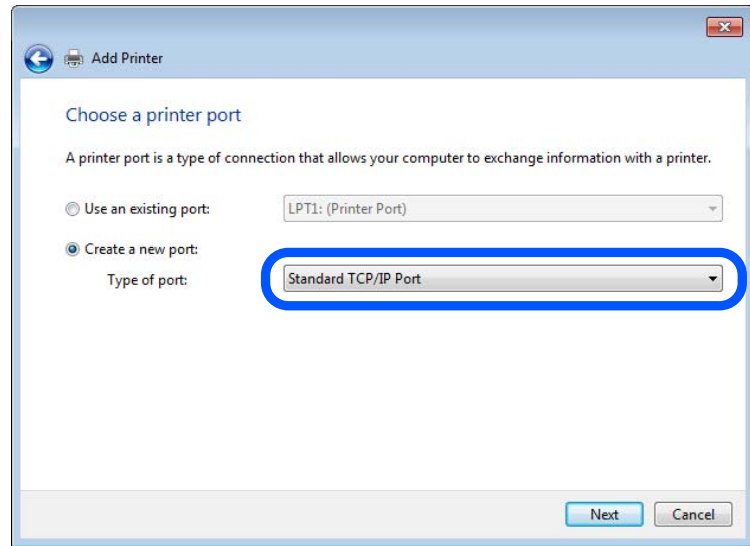 Add Printer
Choose a printer port
A printer port is a type of connection that allows your computer to exchange information with a printer.
Use an existing port: LPT1: (Printer Port)
Create a new port:
Type of port: Standard TCP/IP Port
Next Cancel